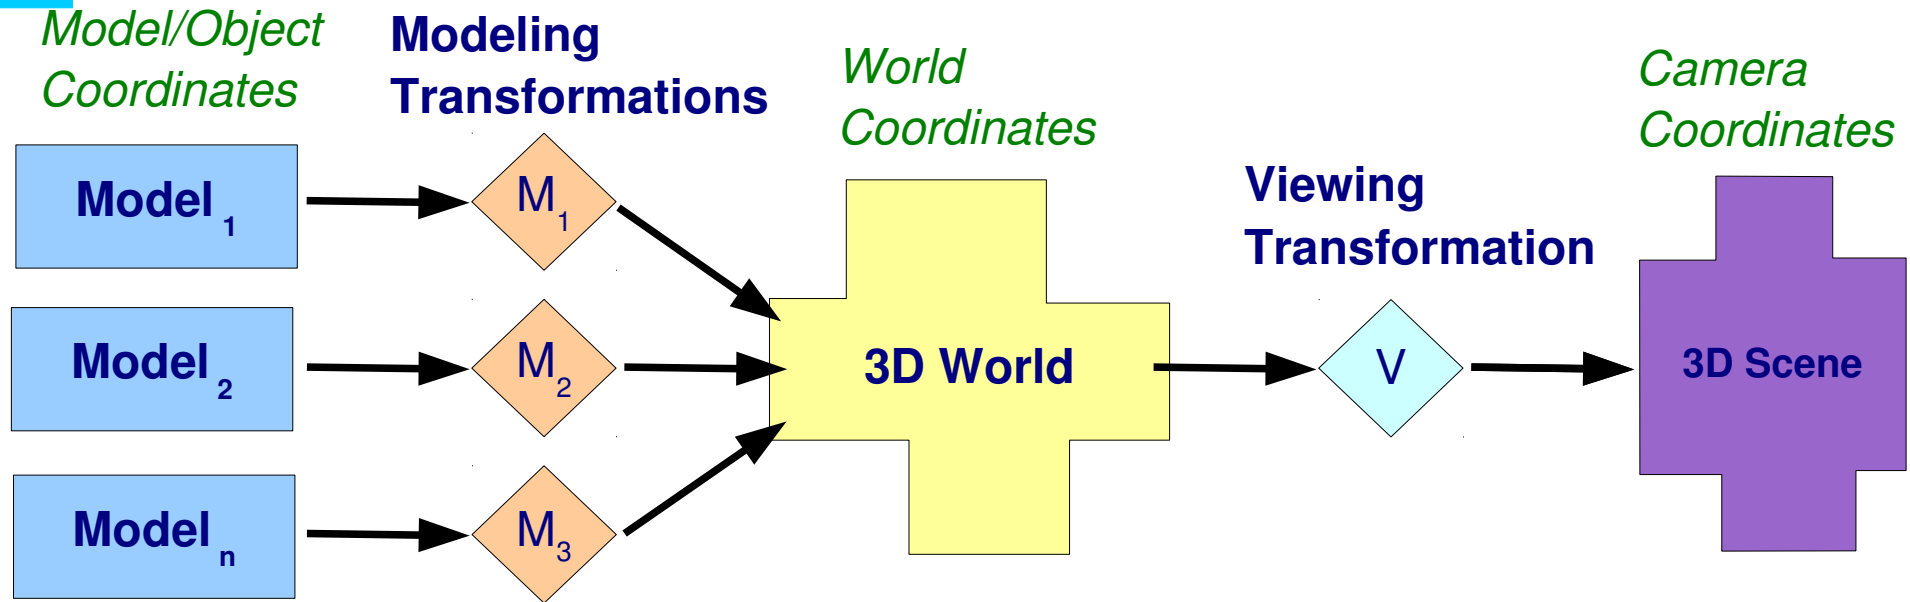 Model/Object
Coordinates
Modeling
Transformations
World
Coordinates
Camera
Coordinates
Viewing
Transformation
Model 1
M1
Model 2
M2
3D World
V
3D Scene
Model n
M3